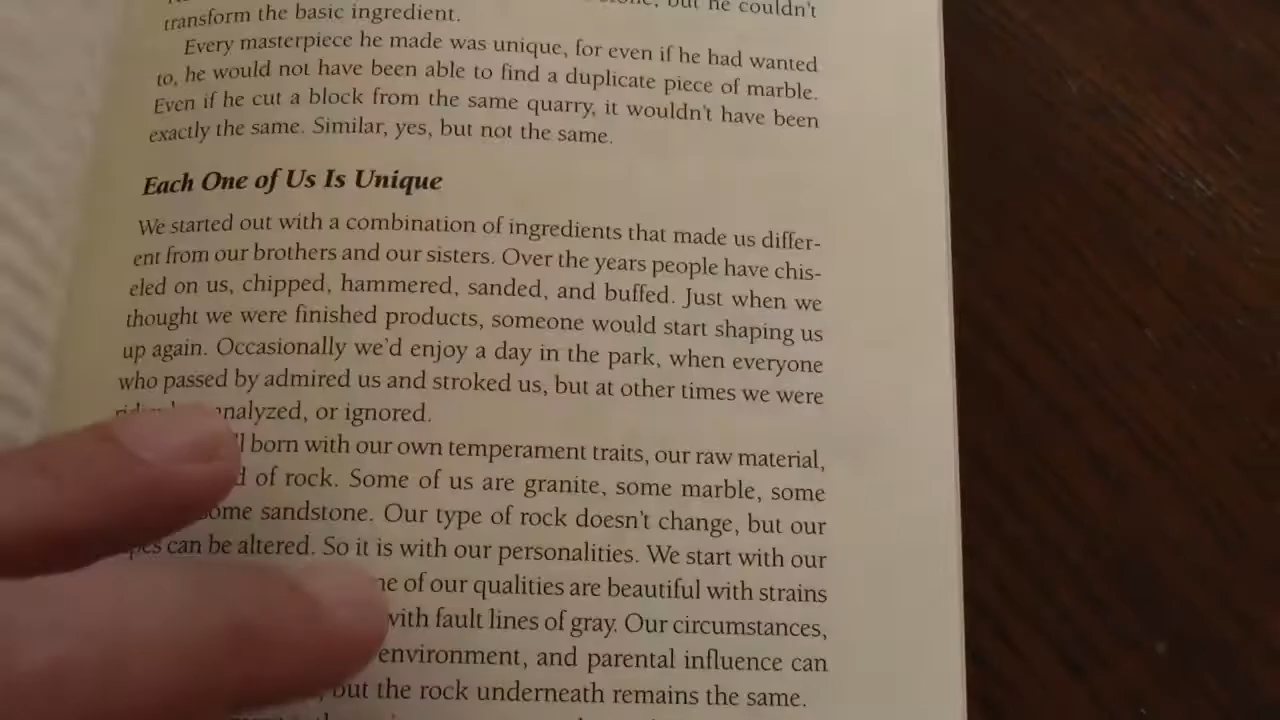 but he couldn't
transform the basic ingredient.
Every masterpiece he made was unique, for even if he had wanted
to, he would not have been able to find a duplicate piece of marble.
Even if he cut a block from the same quarry, it wouldn't have been
exactly the same. Similar, yes, but not the same.
Each One of Us Is Unique
We started out with a combination of ingredients that made us differ-
ent from our brothers and our sisters. Over the years people have chis-
eled on us, chipped, hammered, sanded, and buffed. Just when we
thought we were finished products, someone would start shaping us
up again. Occasionally we'd enjoy a day in the park, when everyone
who passed by admired us and stroked us, but at other times we were
analyzed, or ignored.
born with our own temperament traits, our raw material,
of rock. Some of us are granite, some marble, some
some sandstone. Our type of rock doesn't change, but our
can be altered. So it is with our personalities. We start with our
of our qualities are beautiful with strains
with fault lines of gray. Our circumstances,
environment, and parental influence can
but the rock underneath remains the same.